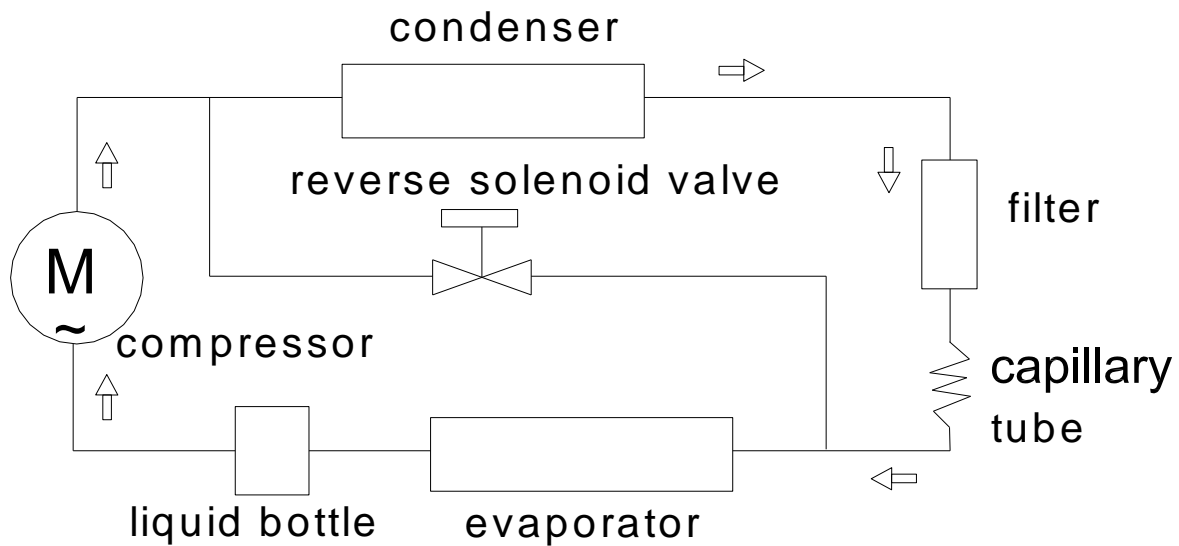 condenser
reverse solenoid valve
filter
M
~
compressor
capillary
tube
liquid bottle
evaporator